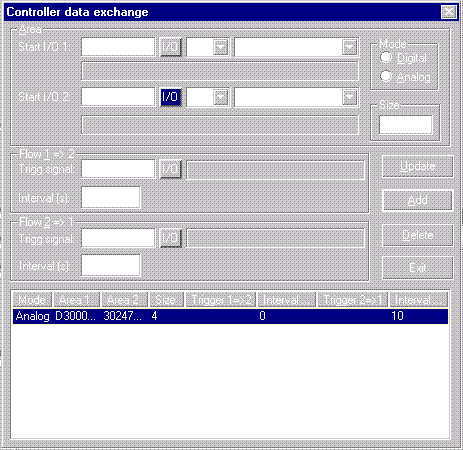 Controller data exchange
Area
Start I/O 1: I/O
Mode
Digital
Analog
Start I/O 2: I/O
Size
Flow 1 => 2
Trigg signal: I/O
Update
Interval (s):
Add
Flow 2 => 1
Trigg signal: I/O
Delete
Interval (s):
Exit
Mode Area 1 Area 2 Size Trigger 1=>2 Interval ... Trigger 2=>1 Interval ...
Analog D3000... 30247... 4 0 10